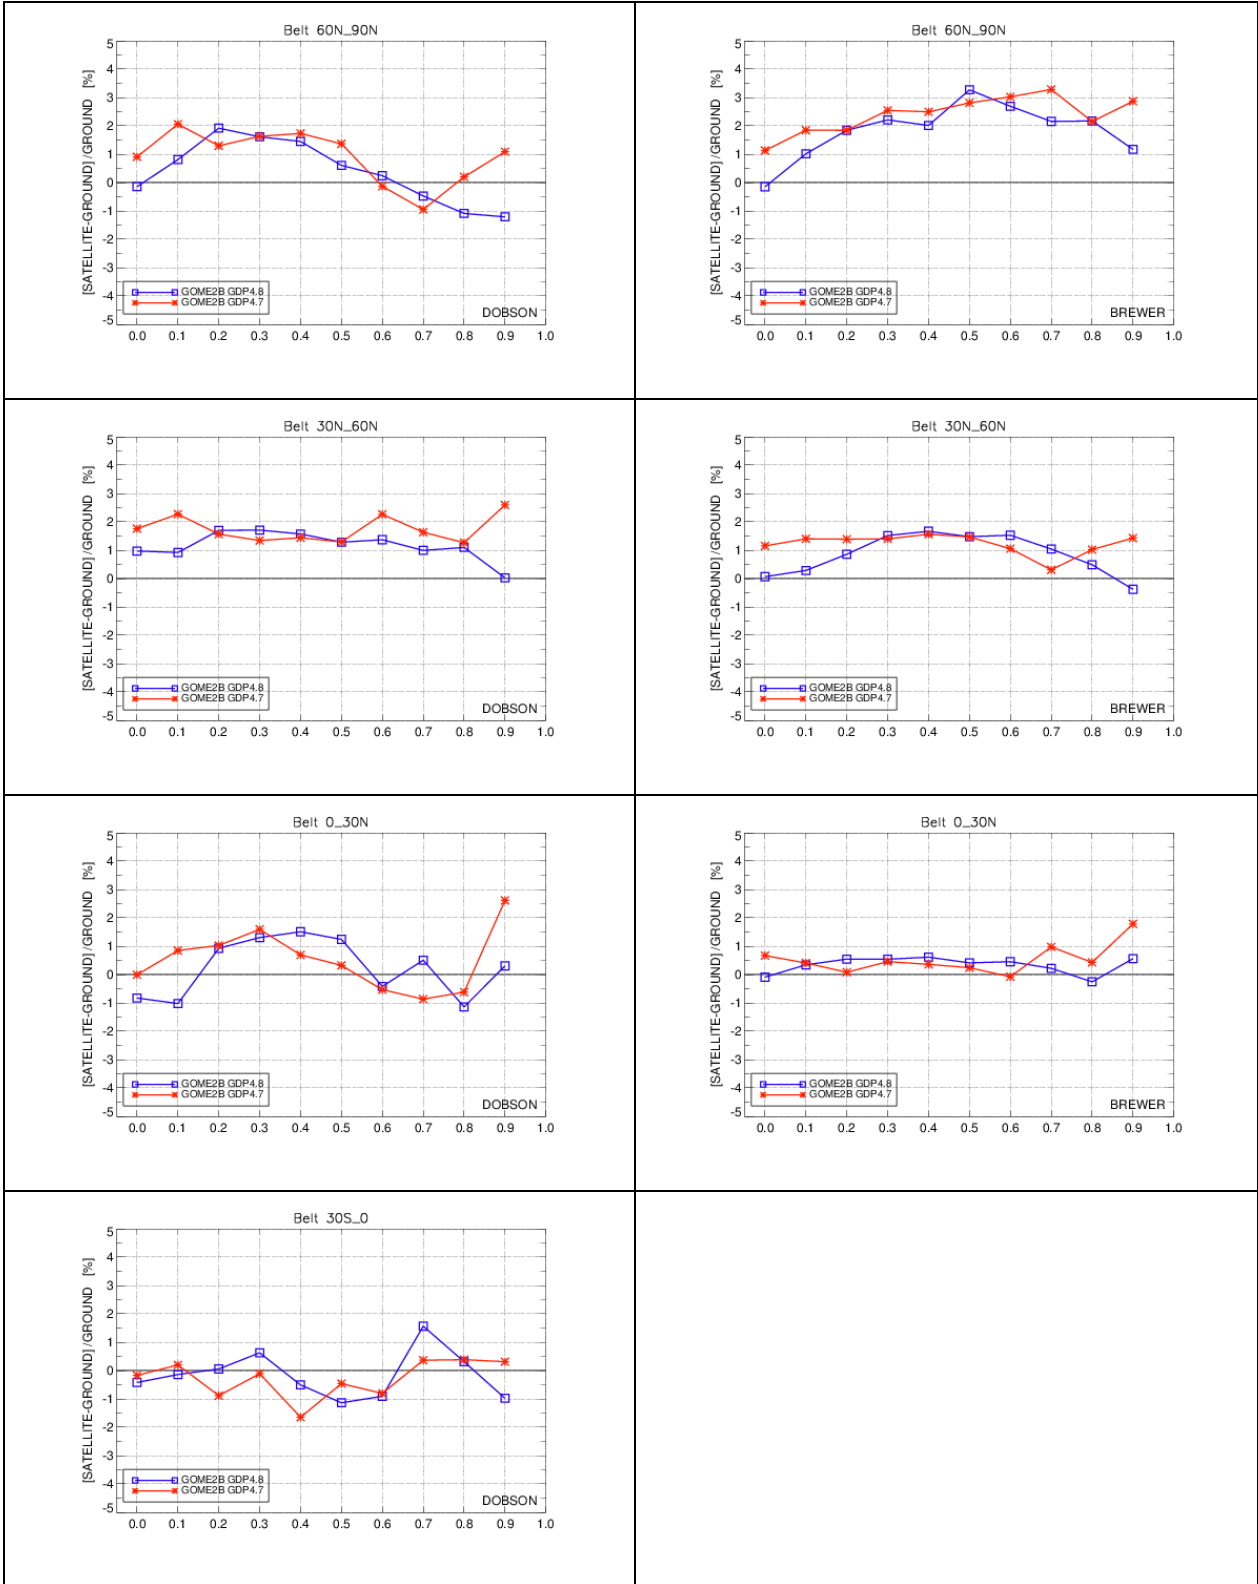 Belt 60N_90N
[SATELLITE-GROUND]/GROUND [%]
5
4
3
2
1
0
-1
-2
-3
-4
-5
GOME2B GDP4.8
GOME2B GDP4.7
DOBSON
0.0 0.1 0.2 0.3 0.4 0.5 0.6 0.7 0.8 0.9 1.0
Belt 60N_90N
[SATELLITE-GROUND]/GROUND [%]
5
4
3
2
1
0
-1
-2
-3
-4
-5
GOME2B GDP4.8
GOME2B GDP4.7
BREWER
0.0 0.1 0.2 0.3 0.4 0.5 0.6 0.7 0.8 0.9 1.0
Belt 30N_60N
[SATELLITE-GROUND]/GROUND [%]
5
4
3
2
1
0
-1
-2
-3
-4
-5
GOME2B GDP4.8
GOME2B GDP4.7
DOBSON
0.0 0.1 0.2 0.3 0.4 0.5 0.6 0.7 0.8 0.9 1.0
Belt 30N_60N
[SATELLITE-GROUND]/GROUND [%]
5
4
3
2
1
0
-1
-2
-3
-4
-5
GOME2B GDP4.8
GOME2B GDP4.7
BREWER
0.0 0.1 0.2 0.3 0.4 0.5 0.6 0.7 0.8 0.9 1.0
Belt 0_30N
[SATELLITE-GROUND]/GROUND [%]
5
4
3
2
1
0
-1
-2
-3
-4
-5
GOME2B GDP4.8
GOME2B GDP4.7
DOBSON
0.0 0.1 0.2 0.3 0.4 0.5 0.6 0.7 0.8 0.9 1.0
Belt 0_30N
[SATELLITE-GROUND]/GROUND [%]
5
4
3
2
1
0
-1
-2
-3
-4
-5
GOME2B GDP4.8
GOME2B GDP4.7
BREWER
0.0 0.1 0.2 0.3 0.4 0.5 0.6 0.7 0.8 0.9 1.0
Belt 30S_0
[SATELLITE-GROUND]/GROUND [%]
5
4
3
2
1
0
-1
-2
-3
-4
-5
GOME2B GDP4.8
GOME2B GDP4.7
DOBSON
0.0 0.1 0.2 0.3 0.4 0.5 0.6 0.7 0.8 0.9 1.0